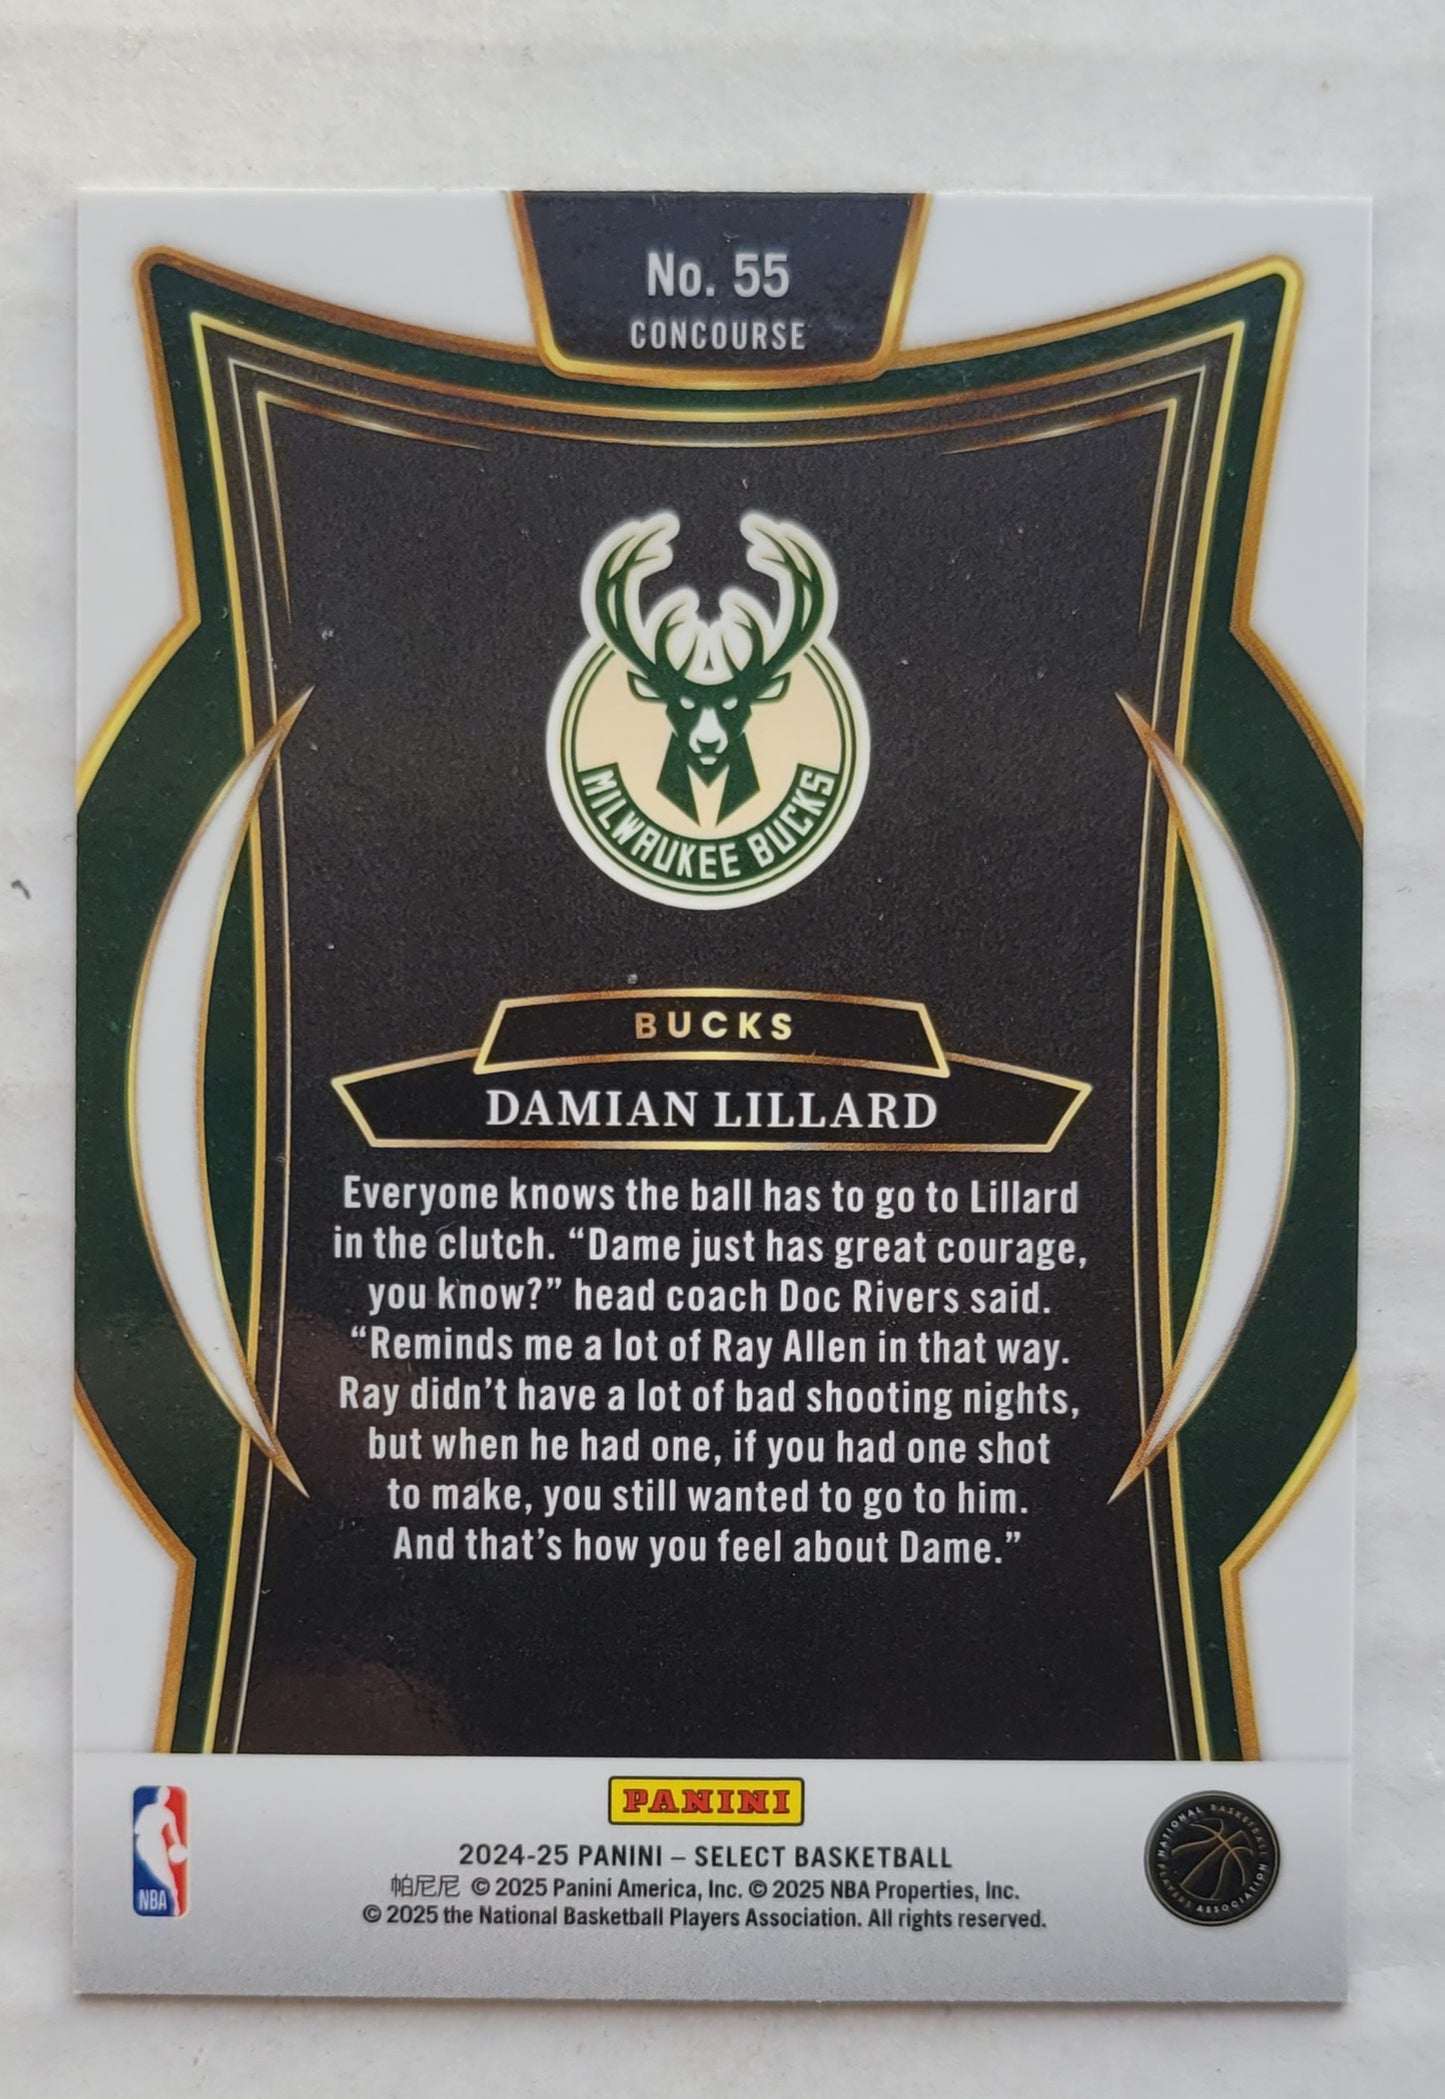 No. 55
CONCOURSE
MILWAUKEE BUCKS
BUCKS
DAMIAN LILLARD
Everyone knows the ball has to go to Lillard
in the clutch. “Dame just has great courage,
you know?” head coach Doc Rivers said.
“Reminds me a lot of Ray Allen in that way.
Ray didn’t have a lot of bad shooting nights,
but when he had one, if you had one shot
to make, you still wanted to go to him.
And that’s how you feel about Dame.”
PANINI
2024-25 PANINI – SELECT BASKETBALL
帕尼尼 © 2025 Panini America, Inc. © 2025 NBA Properties, Inc.
© 2025 the National Basketball Players Association. All rights reserved.
NBA
NATIONAL BASKETBALL PLAYERS ASSOCIATION